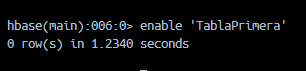 hbase(main):006:0> enable 'TablaPrimera'
0 row(s) in 1.2340 seconds